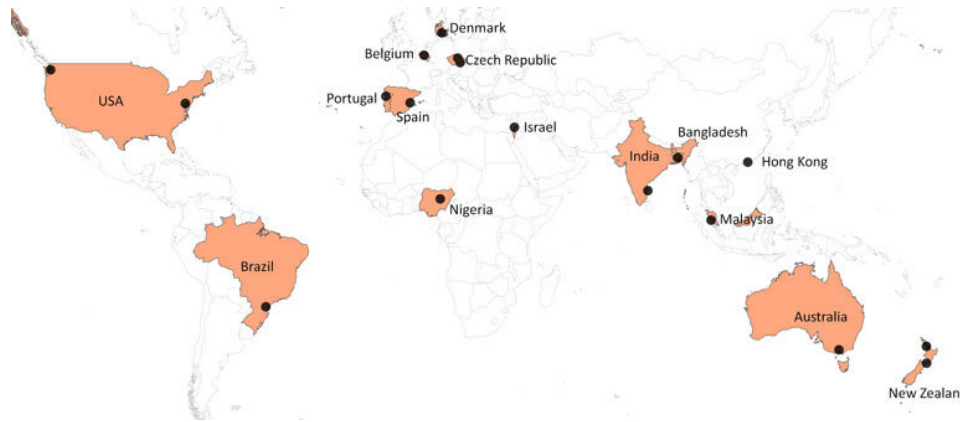 Denmark
Belgium
Czech Republic
USA
Portugal
Spain
Israel
Bangladesh
India
Hong Kong
Nigeria
Malaysia
Brazil
Australia
New Zealan